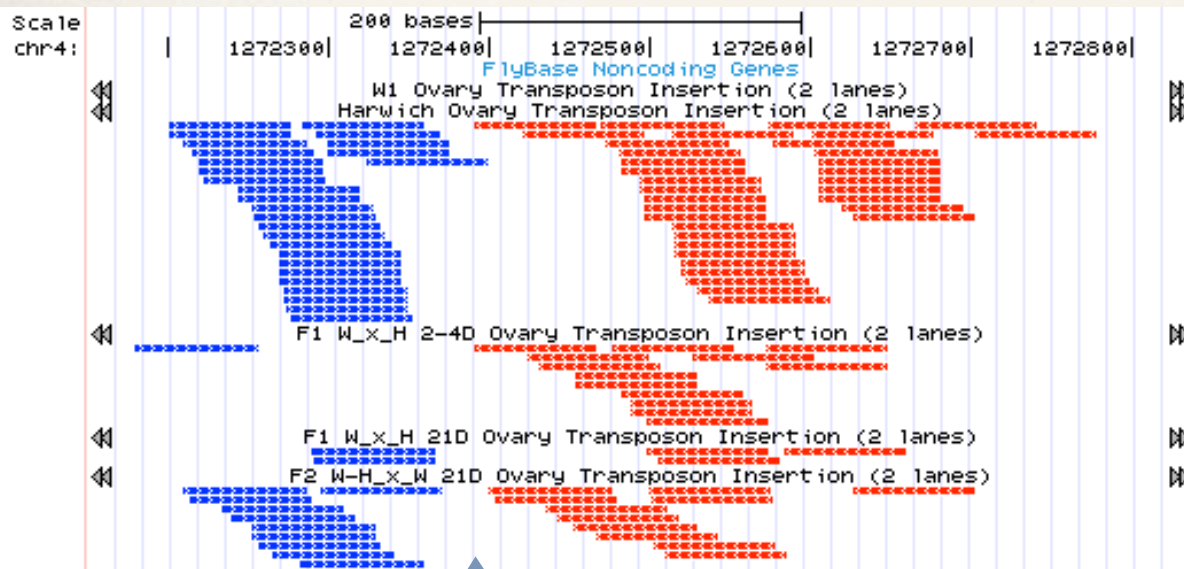 Scale 200 bases
chr4: 1272300 1272400 1272500 1272600 1272700 1272800
FlyBase Noncoding Genes
W1 Ovary Transposon Insertion (2 lanes)
Harwich Ovary Transposon Insertion (2 lanes)
F1 W_x_H 2-4D Ovary Transposon Insertion (2 lanes)
F1 W_x_H 21D Ovary Transposon Insertion (2 lanes)
F2 W-H_x_W 21D Ovary Transposon Insertion (2 lanes)